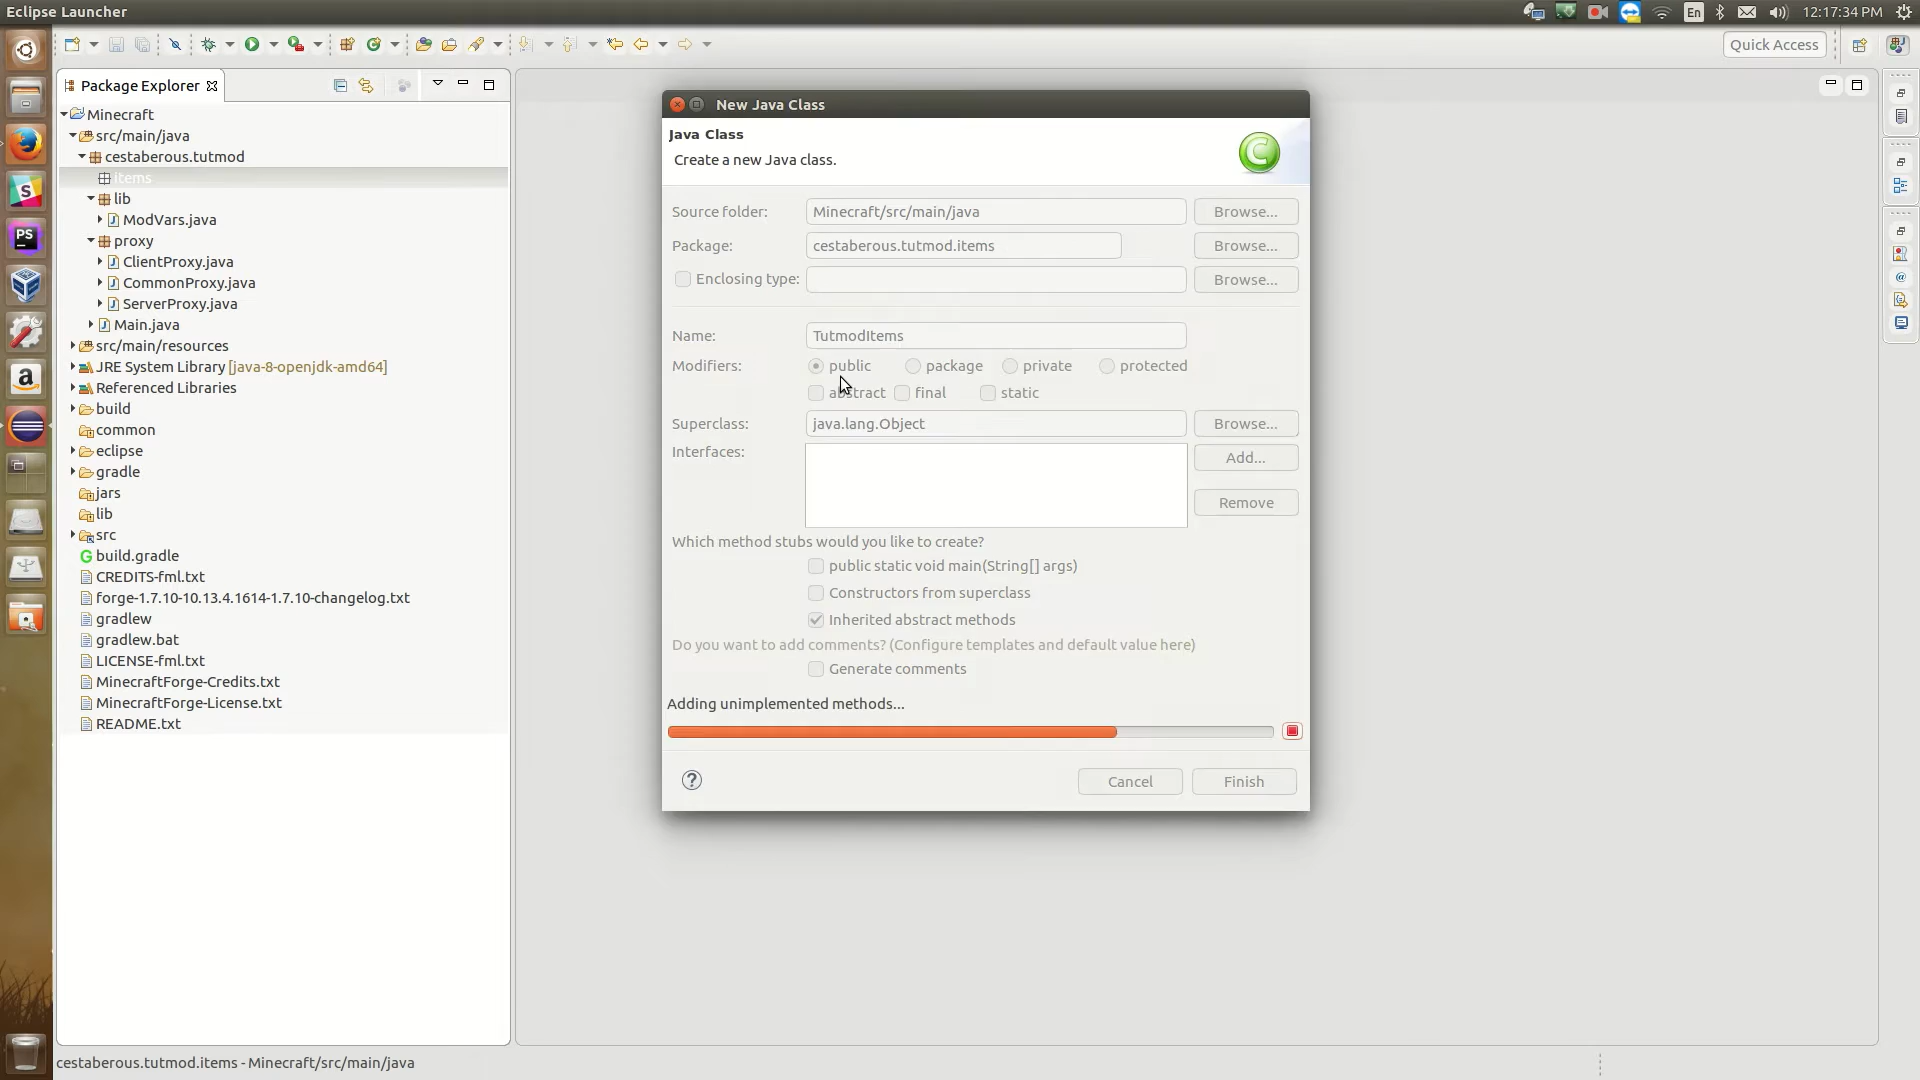 Eclipse Launcher
En
12:17:34 PM
Quick Access
Package Explorer
Minecraft
src/main/java
cestaberous.tutmod
items
lib
ModVars.java
proxy
ClientProxy.java
CommonProxy.java
ServerProxy.java
Main.java
src/main/resources
JRE System Library [java-8-openjdk-amd64]
Referenced Libraries
build
common
eclipse
gradle
jars
lib
src
build.gradle
CREDITS-fml.txt
forge-1.7.10-10.13.4.1614-1.7.10-changelog.txt
gradlew
gradlew.bat
LICENSE-fml.txt
MinecraftForge-Credits.txt
MinecraftForge-License.txt
README.txt
New Java Class
Java Class
Create a new Java class.
Source folder: Minecraft/src/main/java Browse...
Package: cestaberous.tutmod.items Browse...
Enclosing type: Browse...
Name: TutmodItems
Modifiers: public package private protected
abstract final static
Superclass: java.lang.Object Browse...
Interfaces: Add...
Remove
Which method stubs would you like to create?
public static void main(String[] args)
Constructors from superclass
Inherited abstract methods
Do you want to add comments? (Configure templates and default value here)
Generate comments
Adding unimplemented methods...
Cancel Finish
cestaberous.tutmod.items - Minecraft/src/main/java